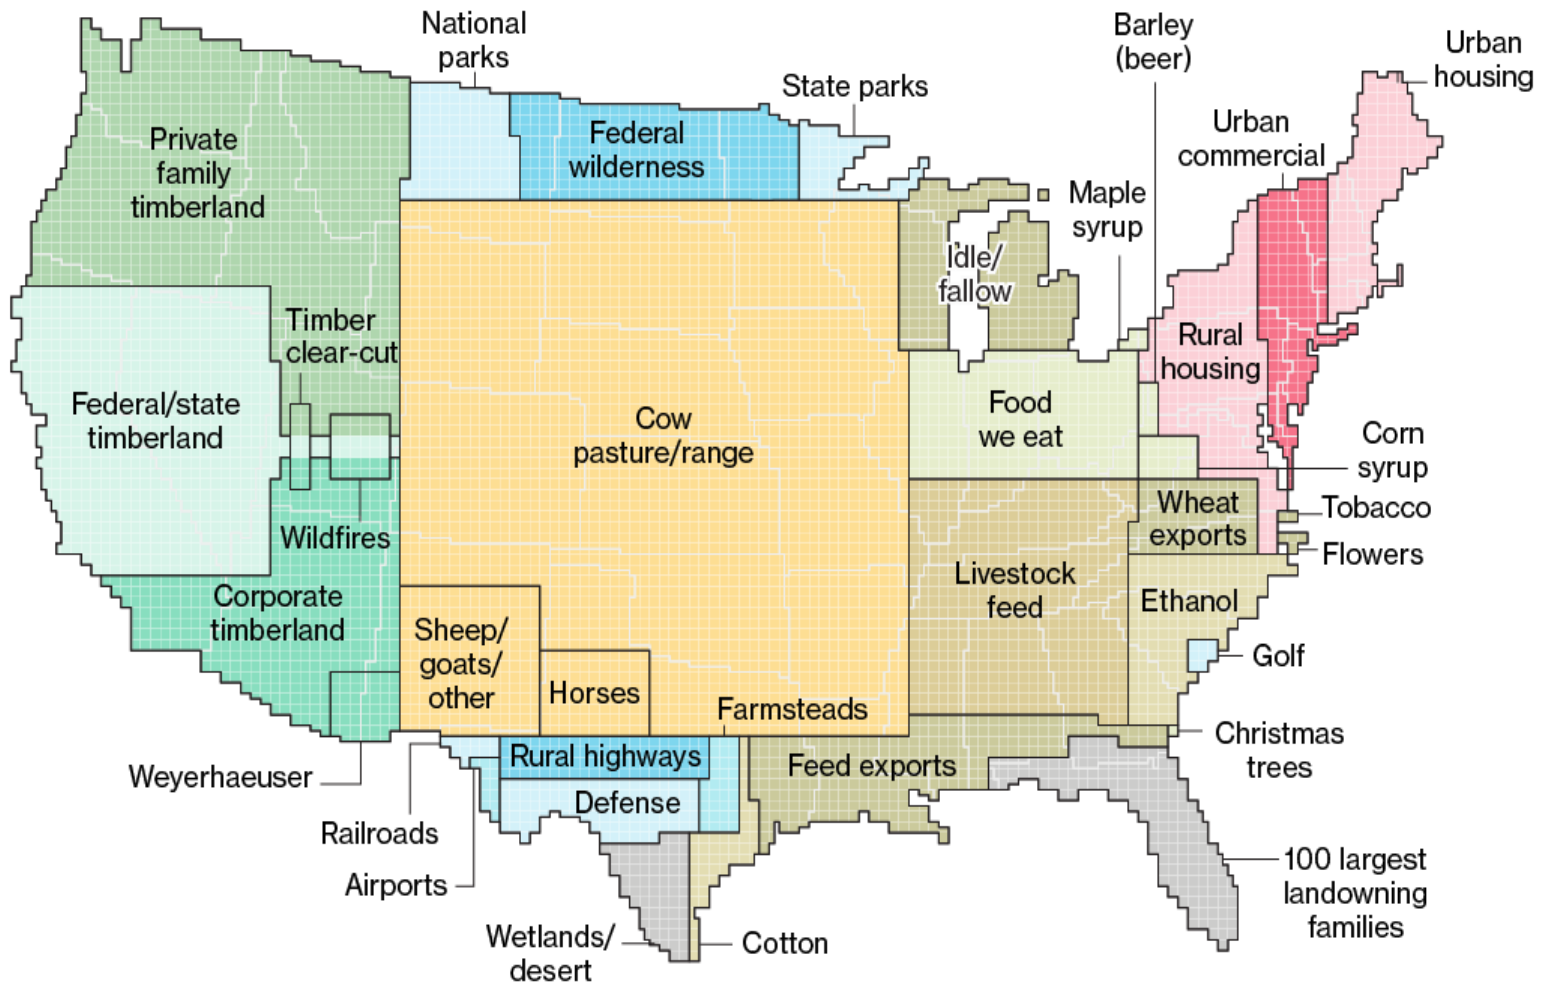 National
parks
Barley
(beer)
Urban
housing
State parks
Private
family
timberland
Federal
wilderness
Urban
commercial
Maple
syrup
Idle/
fallow
Timber
clear-cut
Rural
housing
Federal/state
timberland
Cow
pasture/range
Food
we eat
Corn
syrup
Wildfires
Wheat
exports
Tobacco
Flowers
Corporate
timberland
Livestock
feed
Ethanol
Sheep/
goats/
other
Horses
Golf
Farmsteads
Christmas
trees
Weyerhaeuser
Rural highways
Feed exports
Defense
Railroads
Airports
100 largest
landowning
families
Wetlands/
desert
Cotton